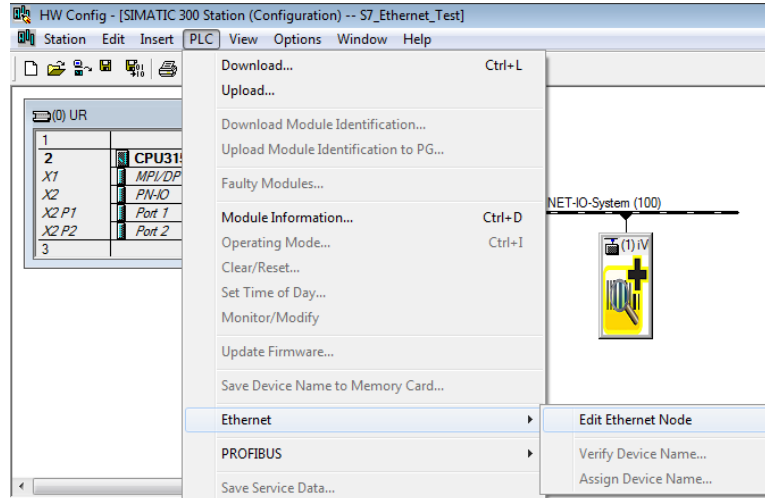 HW Config - [SIMATIC 300 Station (Configuration) -- S7_Ethernet_Test]
Station Edit Insert PLC View Options Window Help
(0) UR
1
2 CPU31
X1 MPI/DP
X2 PN-IO
X2 P1 Port 1
X2 P2 Port 2
3
Download... Ctrl+L
Upload...
Download Module Identification...
Upload Module Identification to PG...
Faulty Modules...
Module Information... Ctrl+D
Operating Mode... Ctrl+I
Clear/Reset...
Set Time of Day...
Monitor/Modify
Update Firmware...
Save Device Name to Memory Card...
Ethernet
PROFIBUS
Save Service Data...
NET-IO-System (100)
(1) iV
Edit Ethernet Node
Verify Device Name...
Assign Device Name...